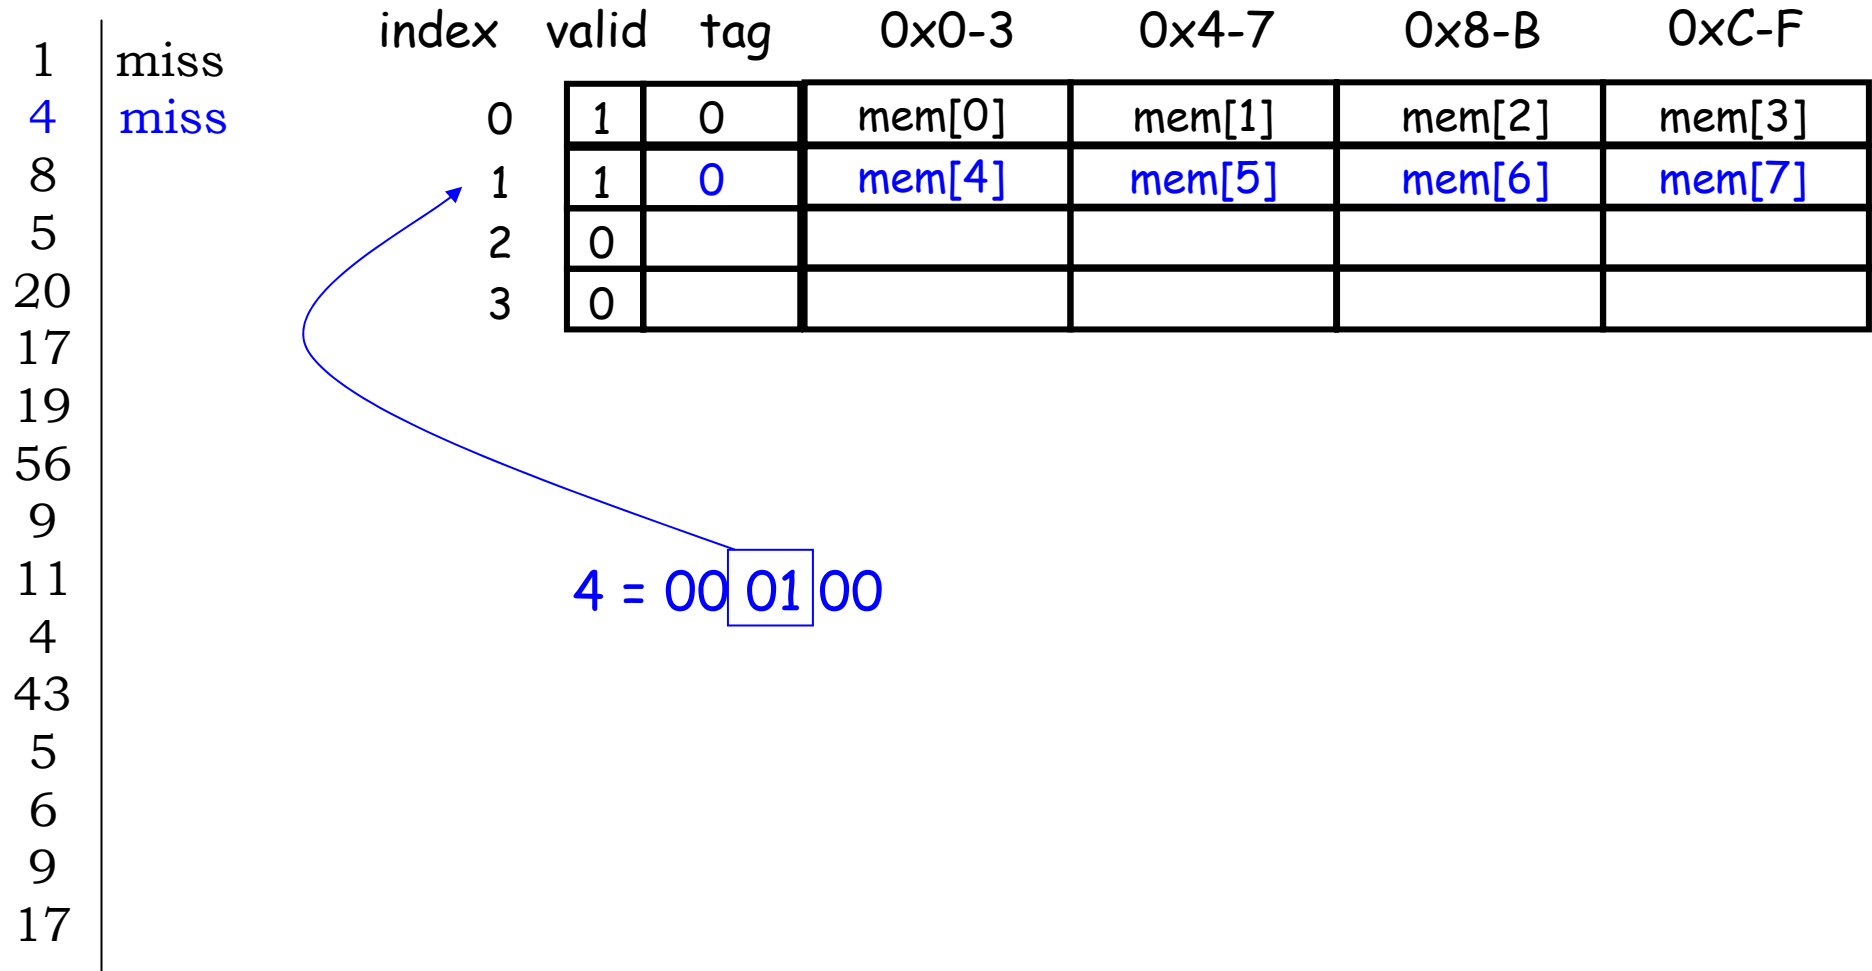 index valid tag 0x0-3 0x4-7 0x8-B 0xC-F
1 miss
4 miss 0 1 0 mem[0] mem[1] mem[2] mem[3]
8 1 1 0 mem[4] mem[5] mem[6] mem[7]
5 2 0
20 3 0
17
19
56
9
11 4 = 00 01 00
4
43
5
6
9
17